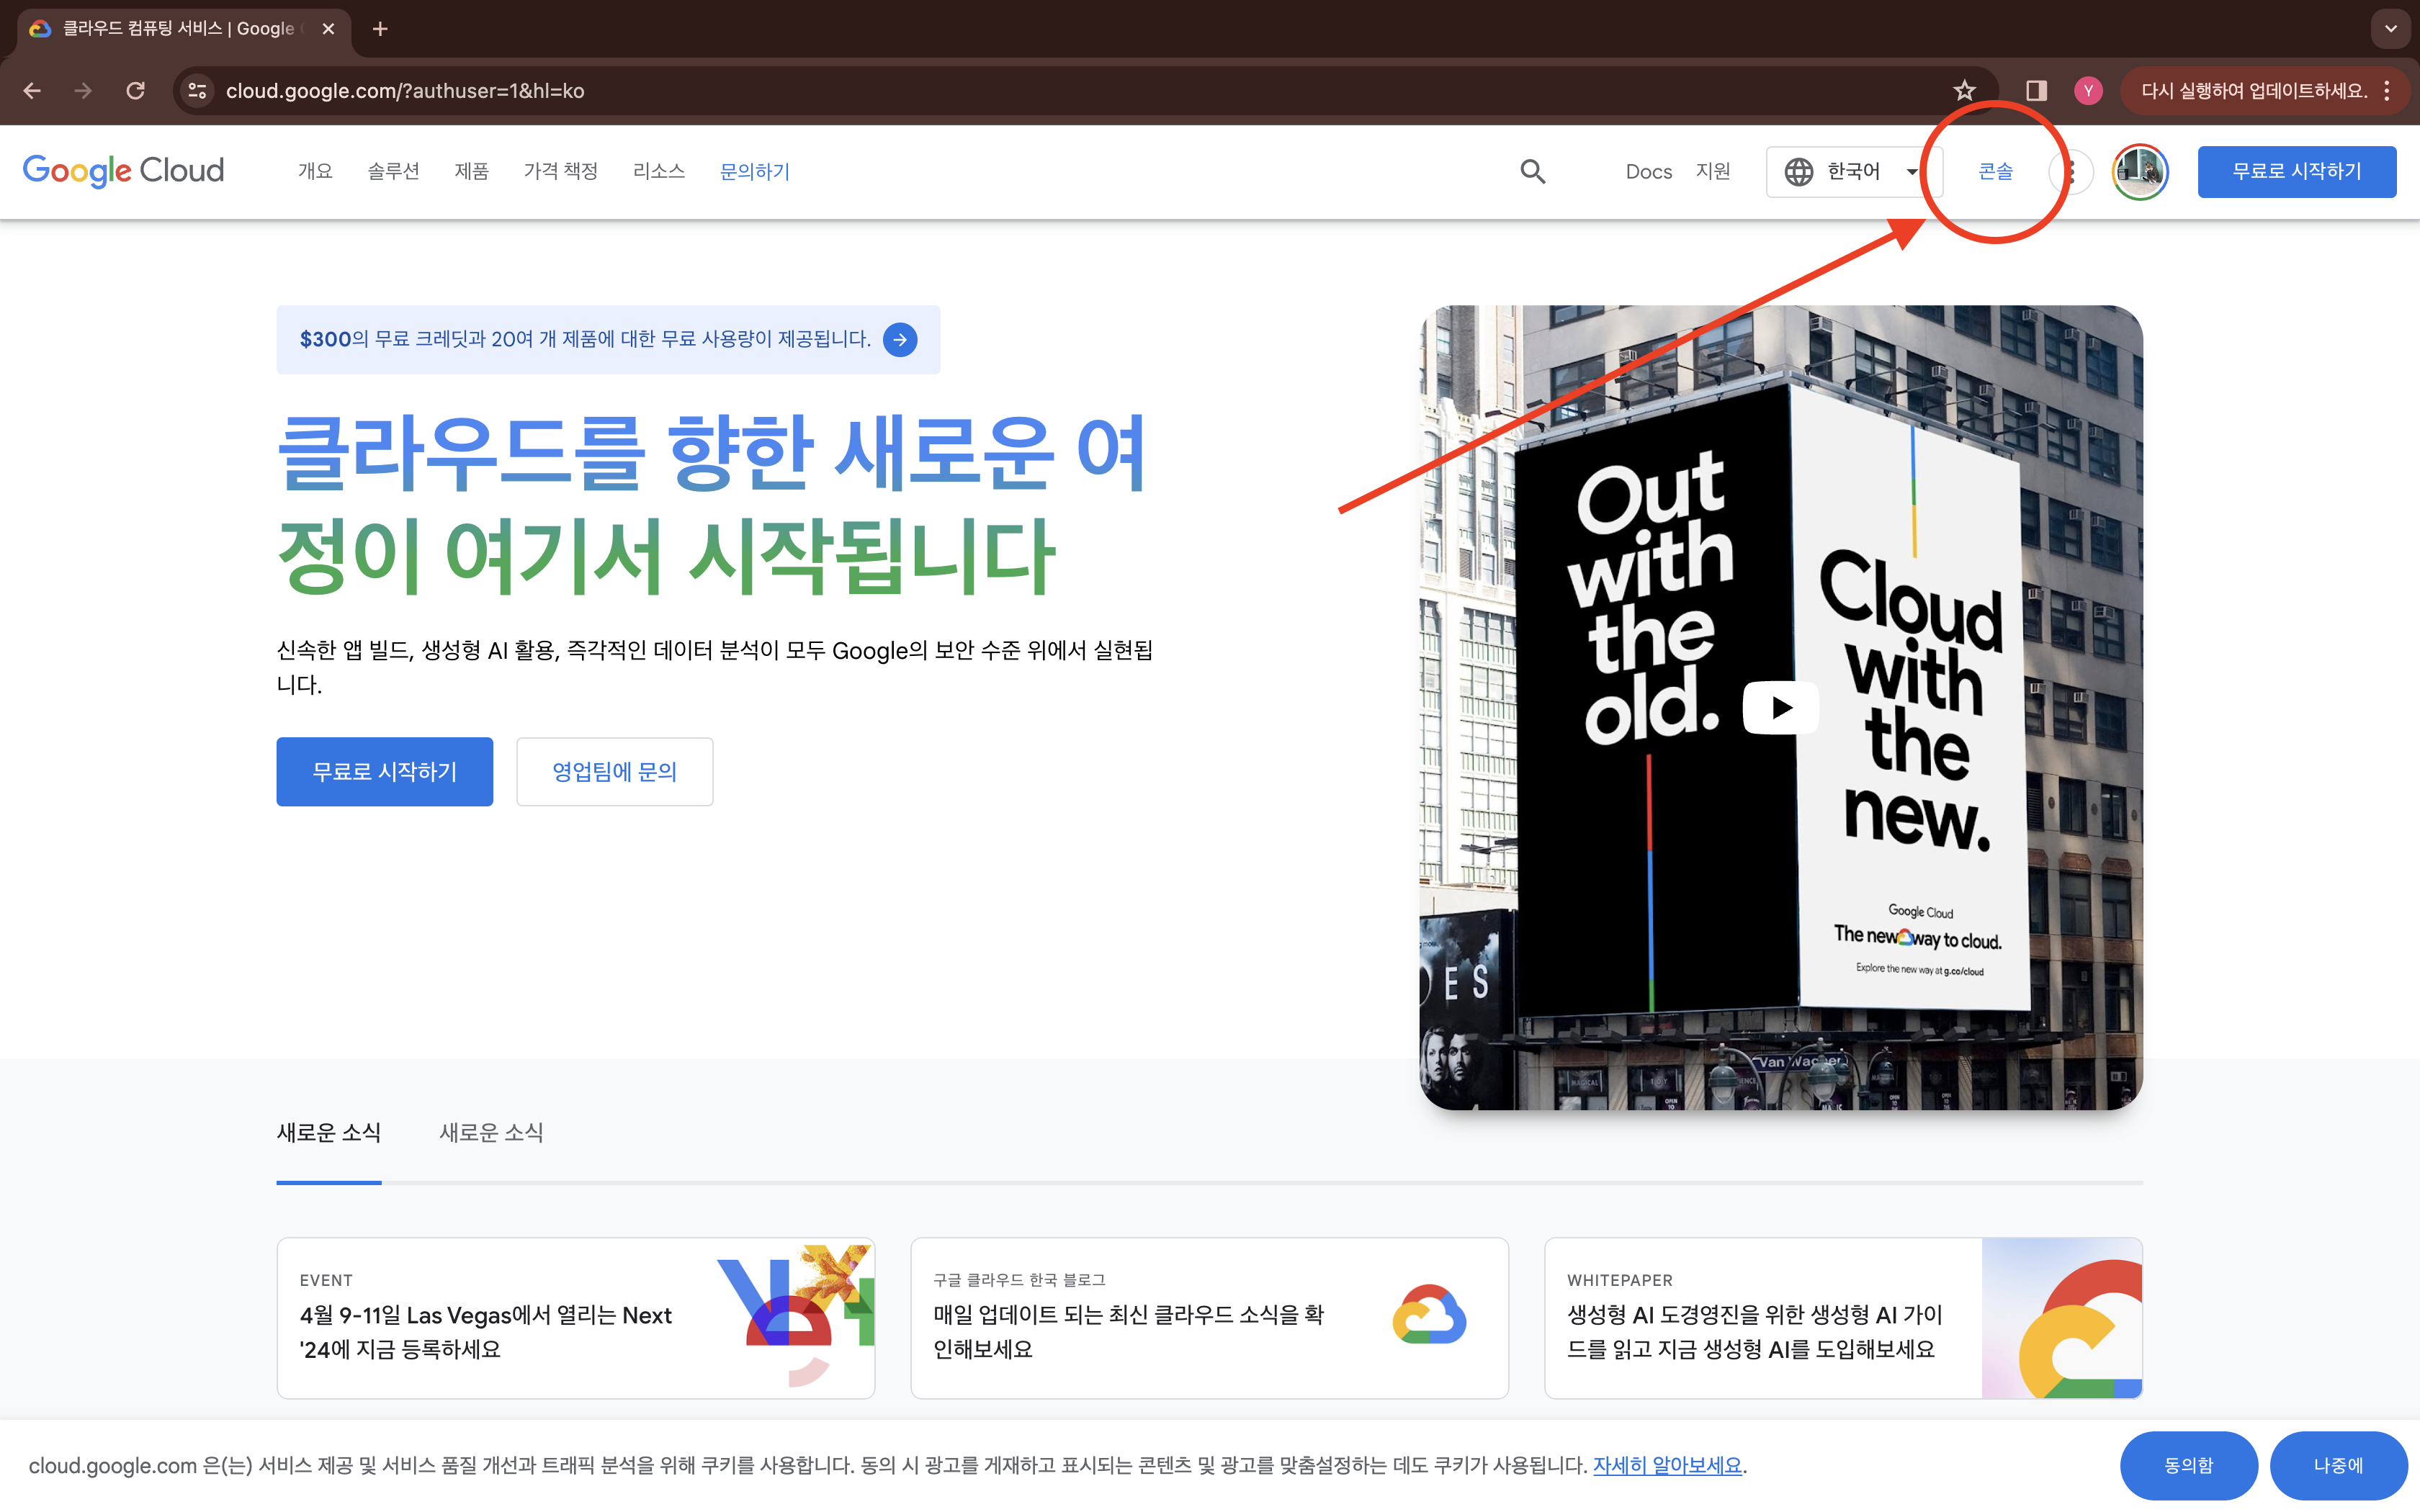 클라우드 컴퓨팅 서비스 | Google
cloud.google.com/?authuser=1&hl=ko
Y
다시 실행하여 업데이트하세요.
Google Cloud
개요
솔루션
제품
가격 책정
리소스
문의하기
Docs
지원
한국어
콘솔
무료로 시작하기
$300의 무료 크레딧과 20여 개 제품에 대한 무료 사용량이 제공됩니다.
클라우드를 향한 새로운 여
정이 여기서 시작됩니다
신속한 앱 빌드, 생성형 AI 활용, 즉각적인 데이터 분석이 모두 Google의 보안 수준 위에서 실현됩
니다.
무료로 시작하기
영업팀에 문의
Out
with
the
old.
Cloud
with
the
new.
Google Cloud
The new way to cloud.
Explore the new way at g.co/cloud
ES
Van Wagner
MAGICAL
새로운 소식
새로운 소식
EVENT
4월 9-11일 Las Vegas에서 열리는 Next
'24에 지금 등록하세요
구글 클라우드 한국 블로그
매일 업데이트 되는 최신 클라우드 소식을 확
인해보세요
WHITEPAPER
생성형 AI 도경영진을 위한 생성형 AI 가이
드를 읽고 지금 생성형 AI를 도입해보세요
cloud.google.com 은(는) 서비스 제공 및 서비스 품질 개선과 트래픽 분석을 위해 쿠키를 사용합니다. 동의 시 광고를 게재하고 표시되는 콘텐츠 및 광고를 맞춤설정하는 데도 쿠키가 사용됩니다. 자세히 알아보세요.
동의함
나중에